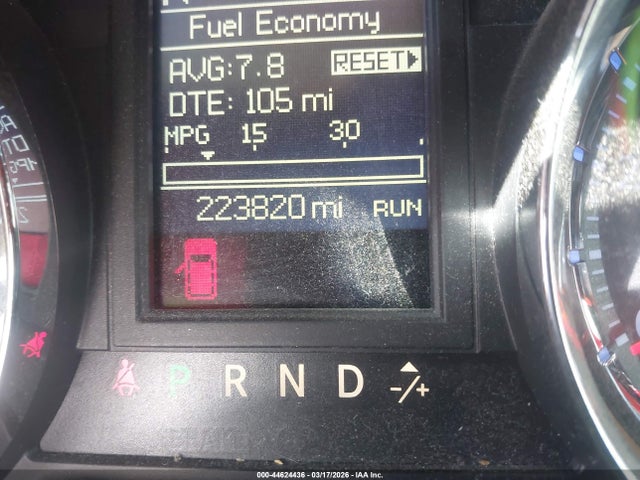 Fuel Economy
AVG:7.8 RESET
DTE: 105 mi
MPG 15 30
223820 mi RUN
P R N D -/+
000-44624436 - 03/17/2026 - IAA Inc.